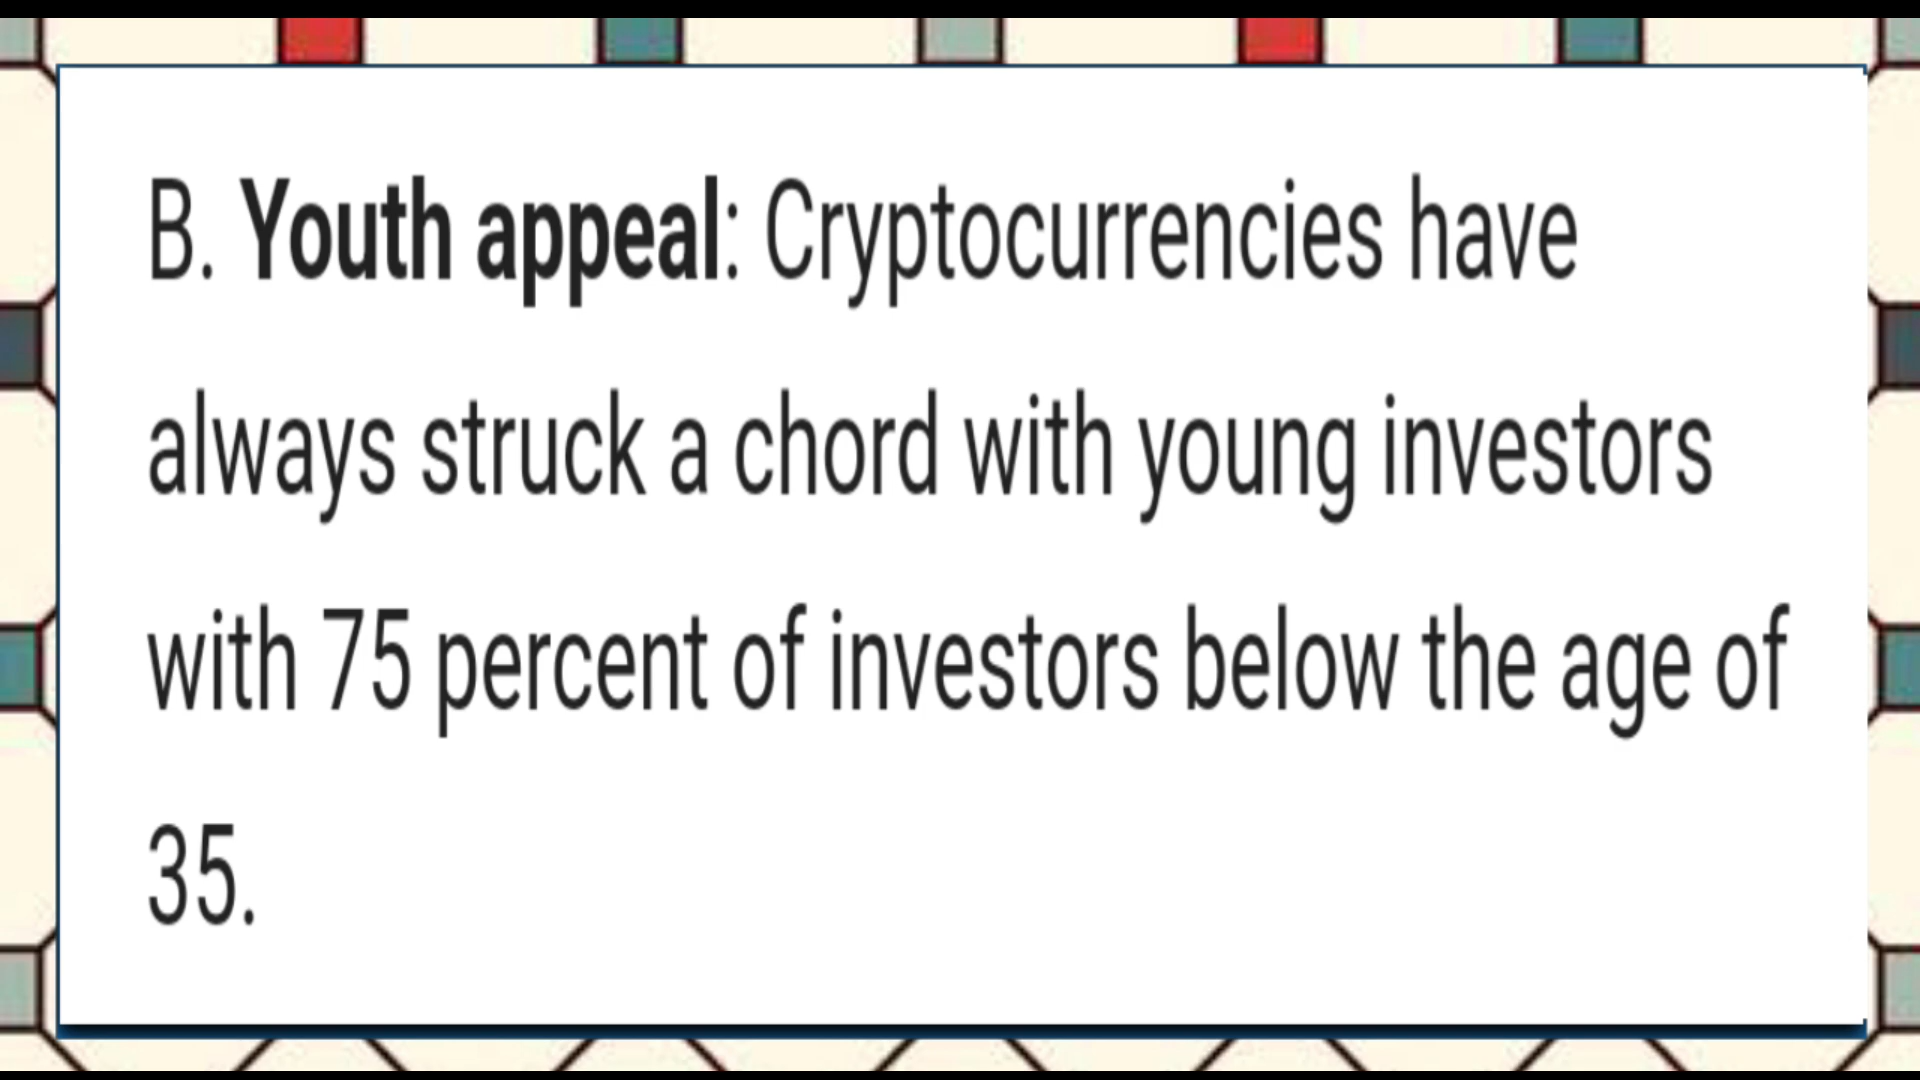 B. Youth appeal: Cryptocurrencies have
always struck a chord with young investors
with 75 percent of investors below the age of
35.